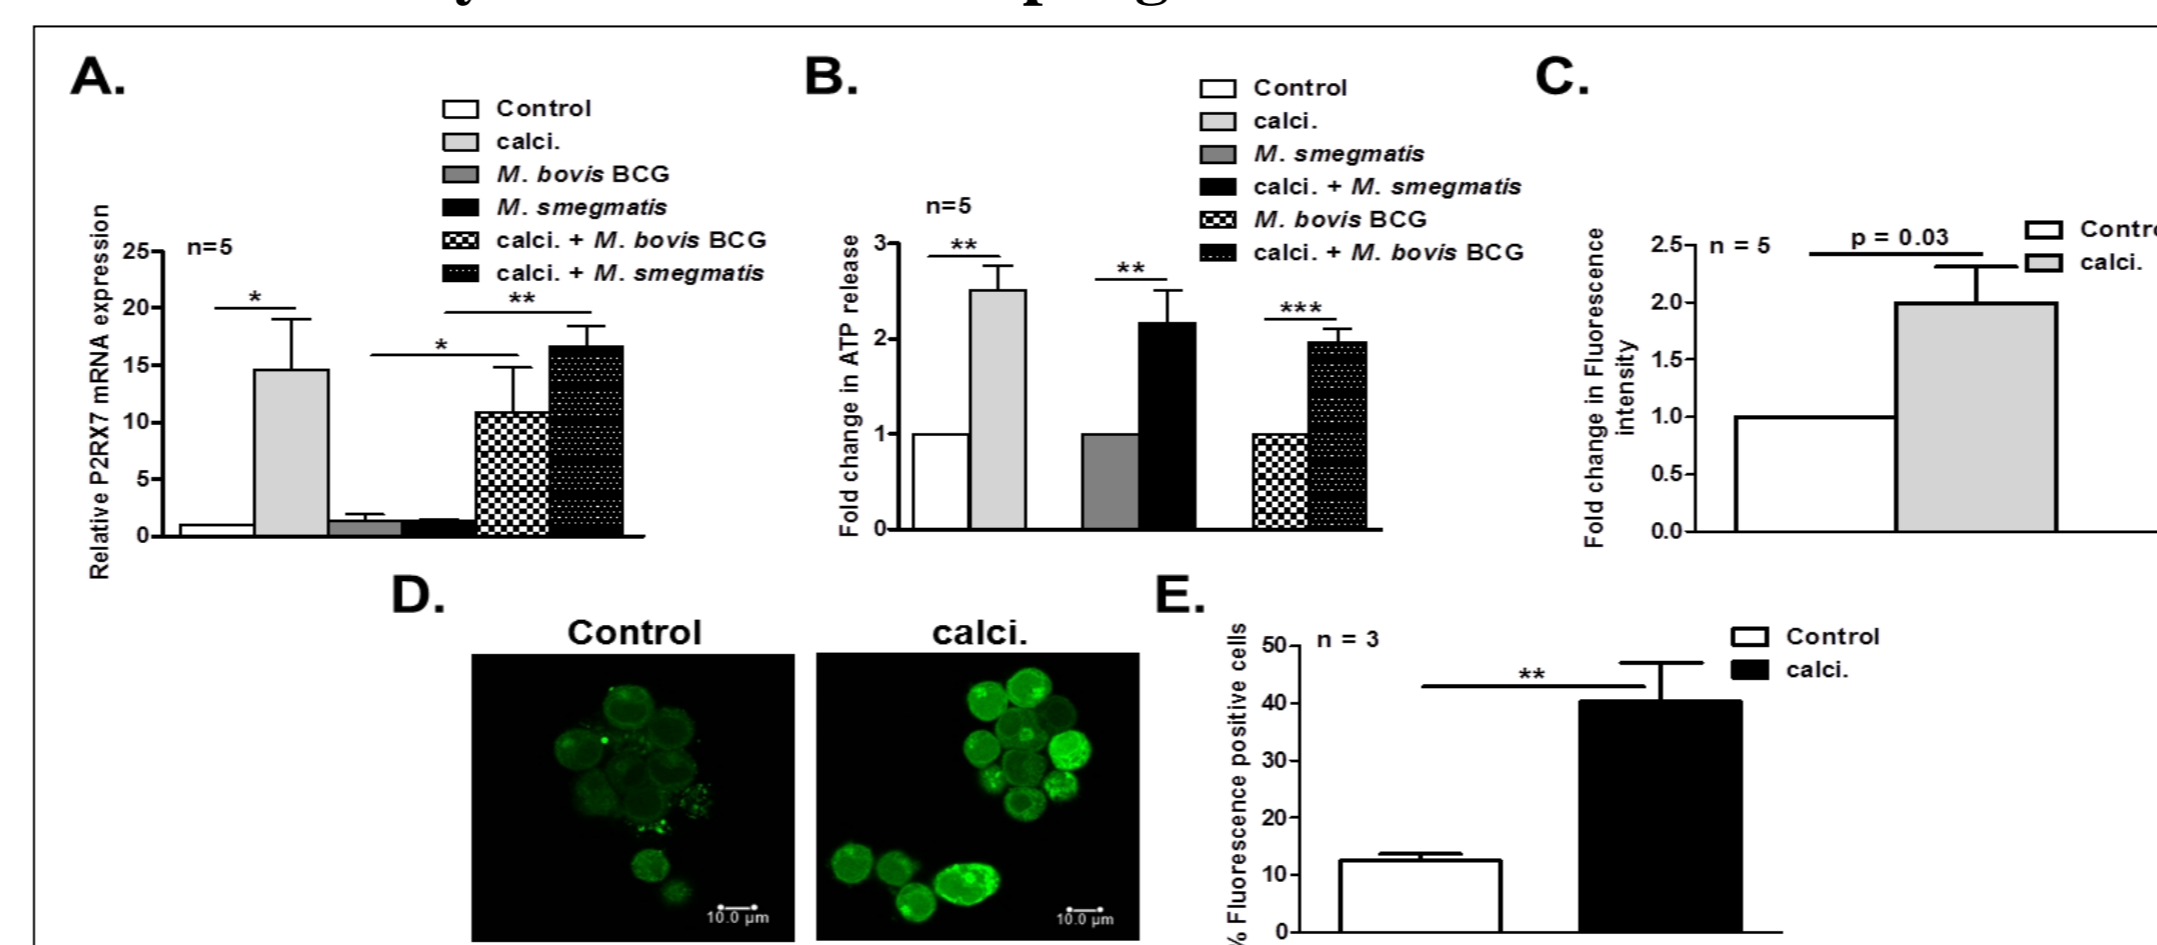 A.
Control
calci.
M. bovis BCG
M. smegmatis
calci. + M. bovis BCG
calci. + M. smegmatis
n=5
Relative P2RX7 mRNA expression
25
20
15
10
5
0
*
*
**
B.
Control
calci.
M. smegmatis
calci. + M. smegmatis
M. bovis BCG
calci. + M. bovis BCG
n=5
Fold change in ATP release
3
2
1
0
**
**
***
C.
n = 5
p = 0.03
Contro
calci.
Fold change in Fluorescence
intensity
2.5
2.0
1.5
1.0
0.5
0.0
D.
Control
calci.
10.0 µm
10.0 µm
E.
n = 3
Control
calci.
% Fluorescence positive cells
50
40
30
20
10
0
**